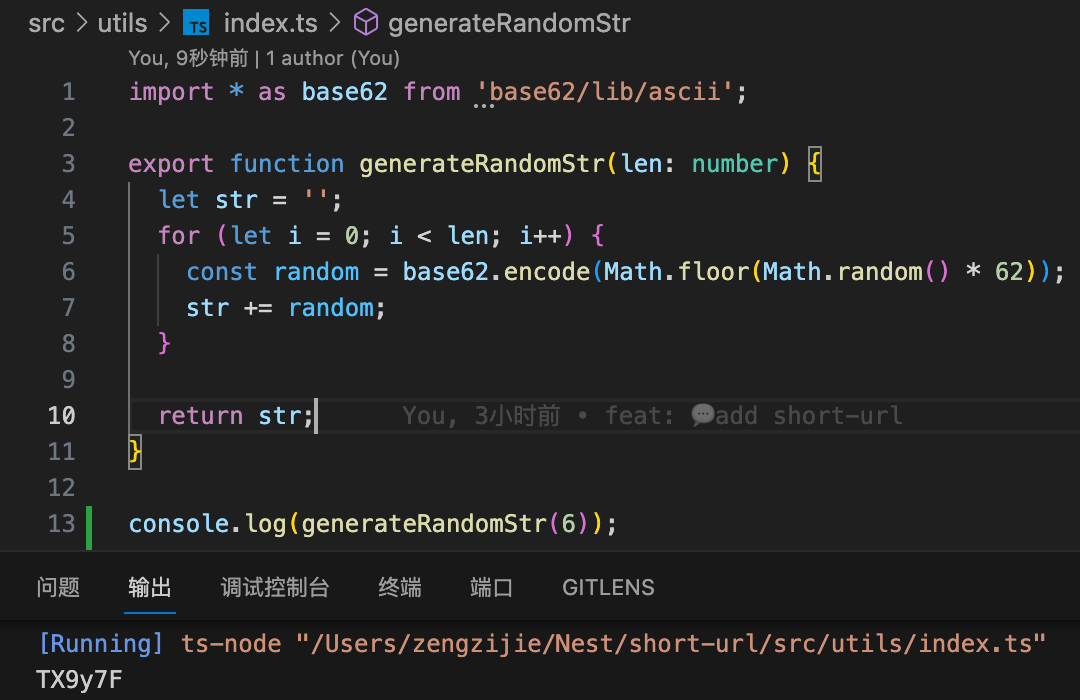 src > utils > TS index.ts > generateRandomStr
You, 9秒钟前 | 1 author (You)
1 import * as base62 from 'base62/lib/ascii';
2
3 export function generateRandomStr(len: number) {
4 let str = '';
5 for (let i = 0; i < len; i++) {
6 const random = base62.encode(Math.floor(Math.random() * 62));
7 str += random;
8 }
9
10 return str; You, 3小时前 • feat: 💬add short-url
11 }
12
13 console.log(generateRandomStr(6));
问题 输出 调试控制台 终端 端口 GITLENS
[Running] ts-node "/Users/zengzijie/Nest/short-url/src/utils/index.ts"
TX9y7F